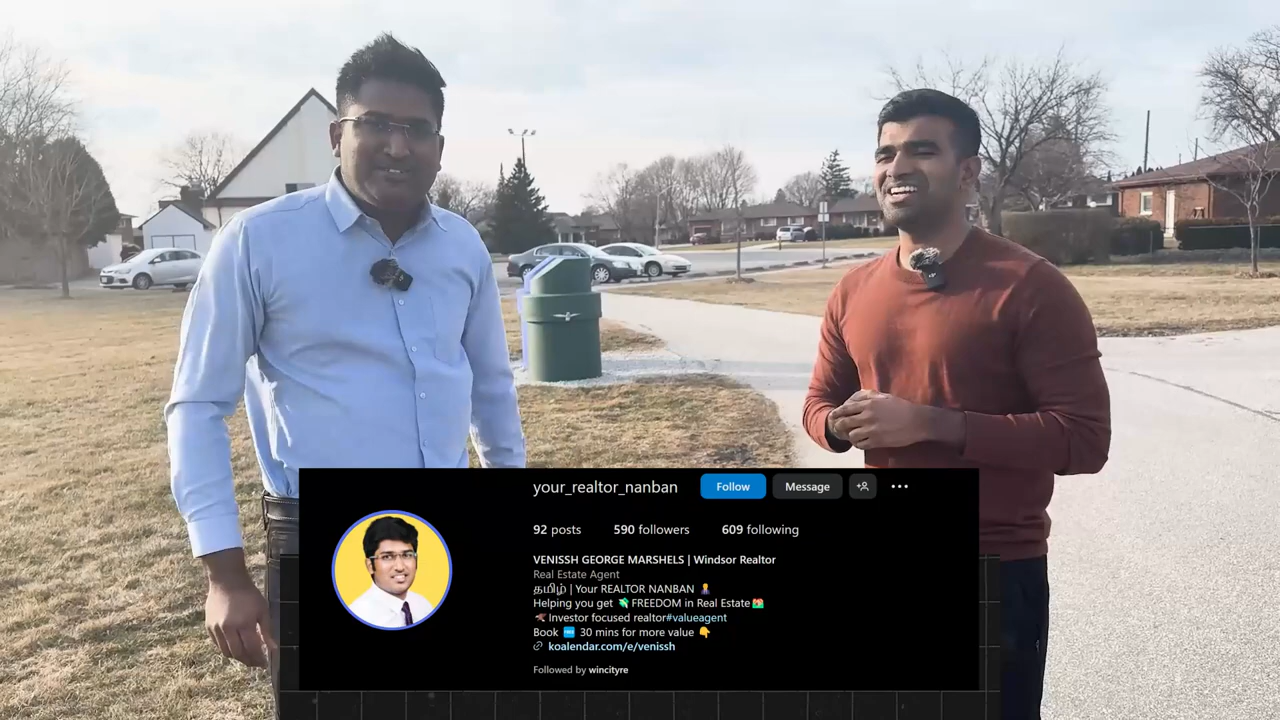 your_realtor_nanban Follow Message
92 posts 590 followers 609 following
VENISSH GEORGE MARSHELS | Windsor Realtor
Real Estate Agent
தமிழ் | Your REALTOR NANBAN
Helping you get 💸 FREEDOM in Real Estate
Investor focused realtor#valueagent
Book 🆓 30 mins for more value 👇
koalendar.com/e/venissh
Followed by wincityre